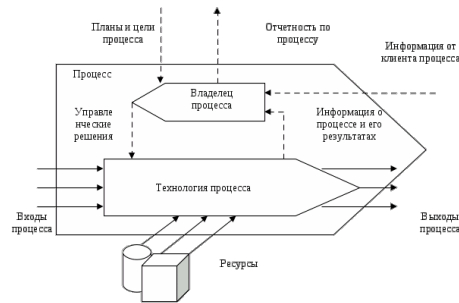 Планы и цели
процесса
Отчетность по
процессу
Информация от
клиента процесса
Процесс
Владелец
процесса
Управле
нческие
решения
Информация о
процессе и его
результатах
Технология процесса
Входы
процесса
Выходы
процесса
Ресурсы